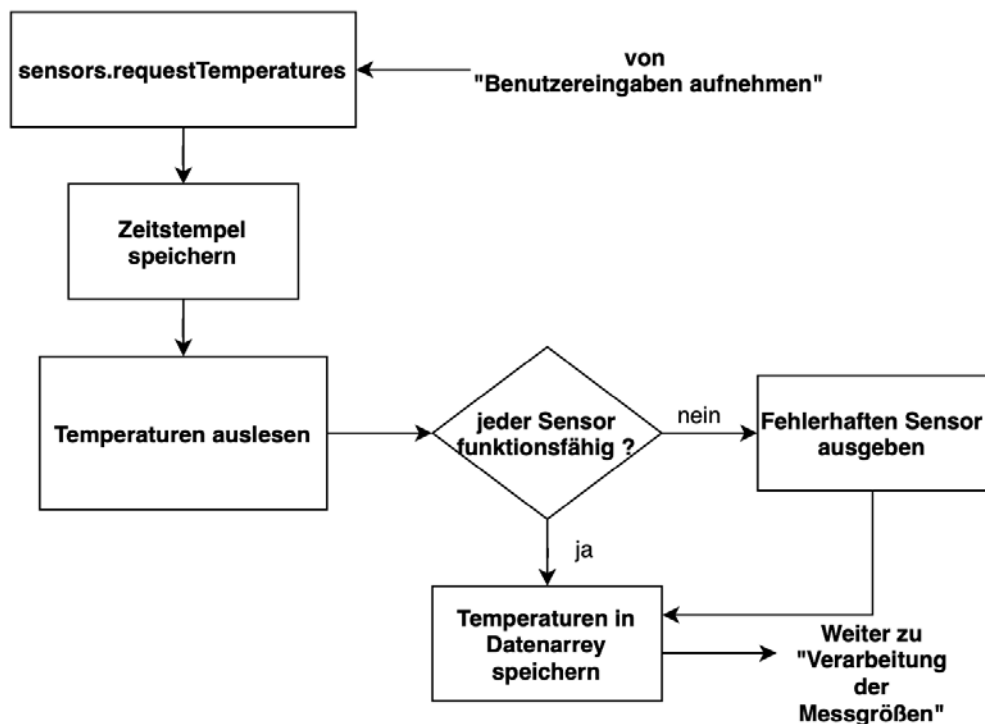 sensors.requestTemperatures
von
"Benutzereingaben aufnehmen"
Zeitstempel
speichern
Temperaturen auslesen
jeder Sensor
funktionsfähig ?
nein
Fehlerhaften Sensor
ausgeben
ja
Temperaturen in
Datenarrey
speichern
Weiter zu
"Verarbeitung
der
Messgrößen"